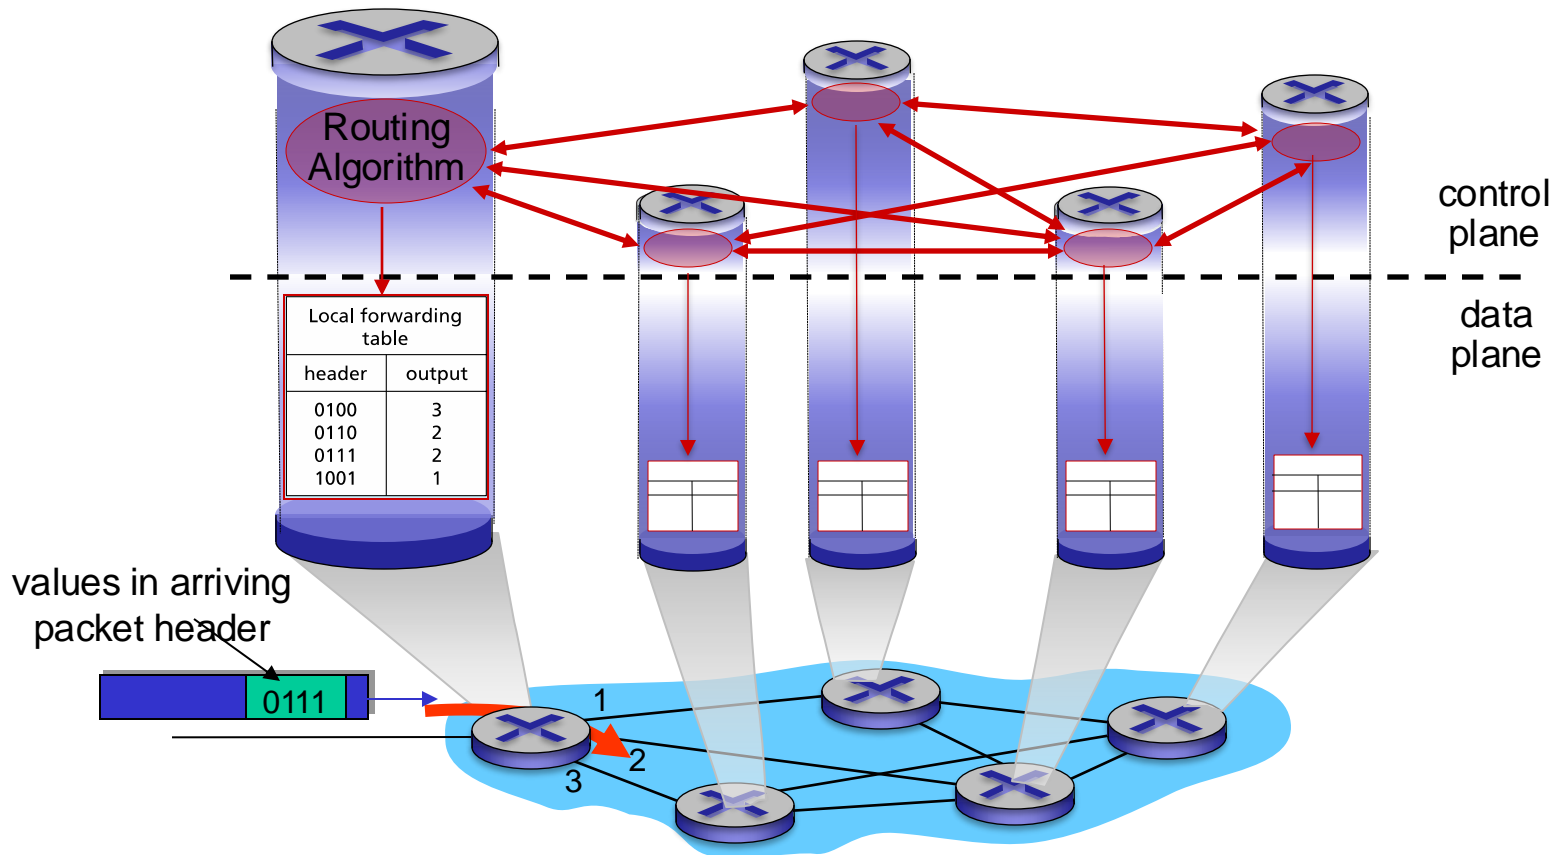 Routing
Algorithm
control
plane
data
plane
Local forwarding
table
header output
0100 3
0110 2
0111 2
1001 1
values in arriving
packet header
0111
1
2
3